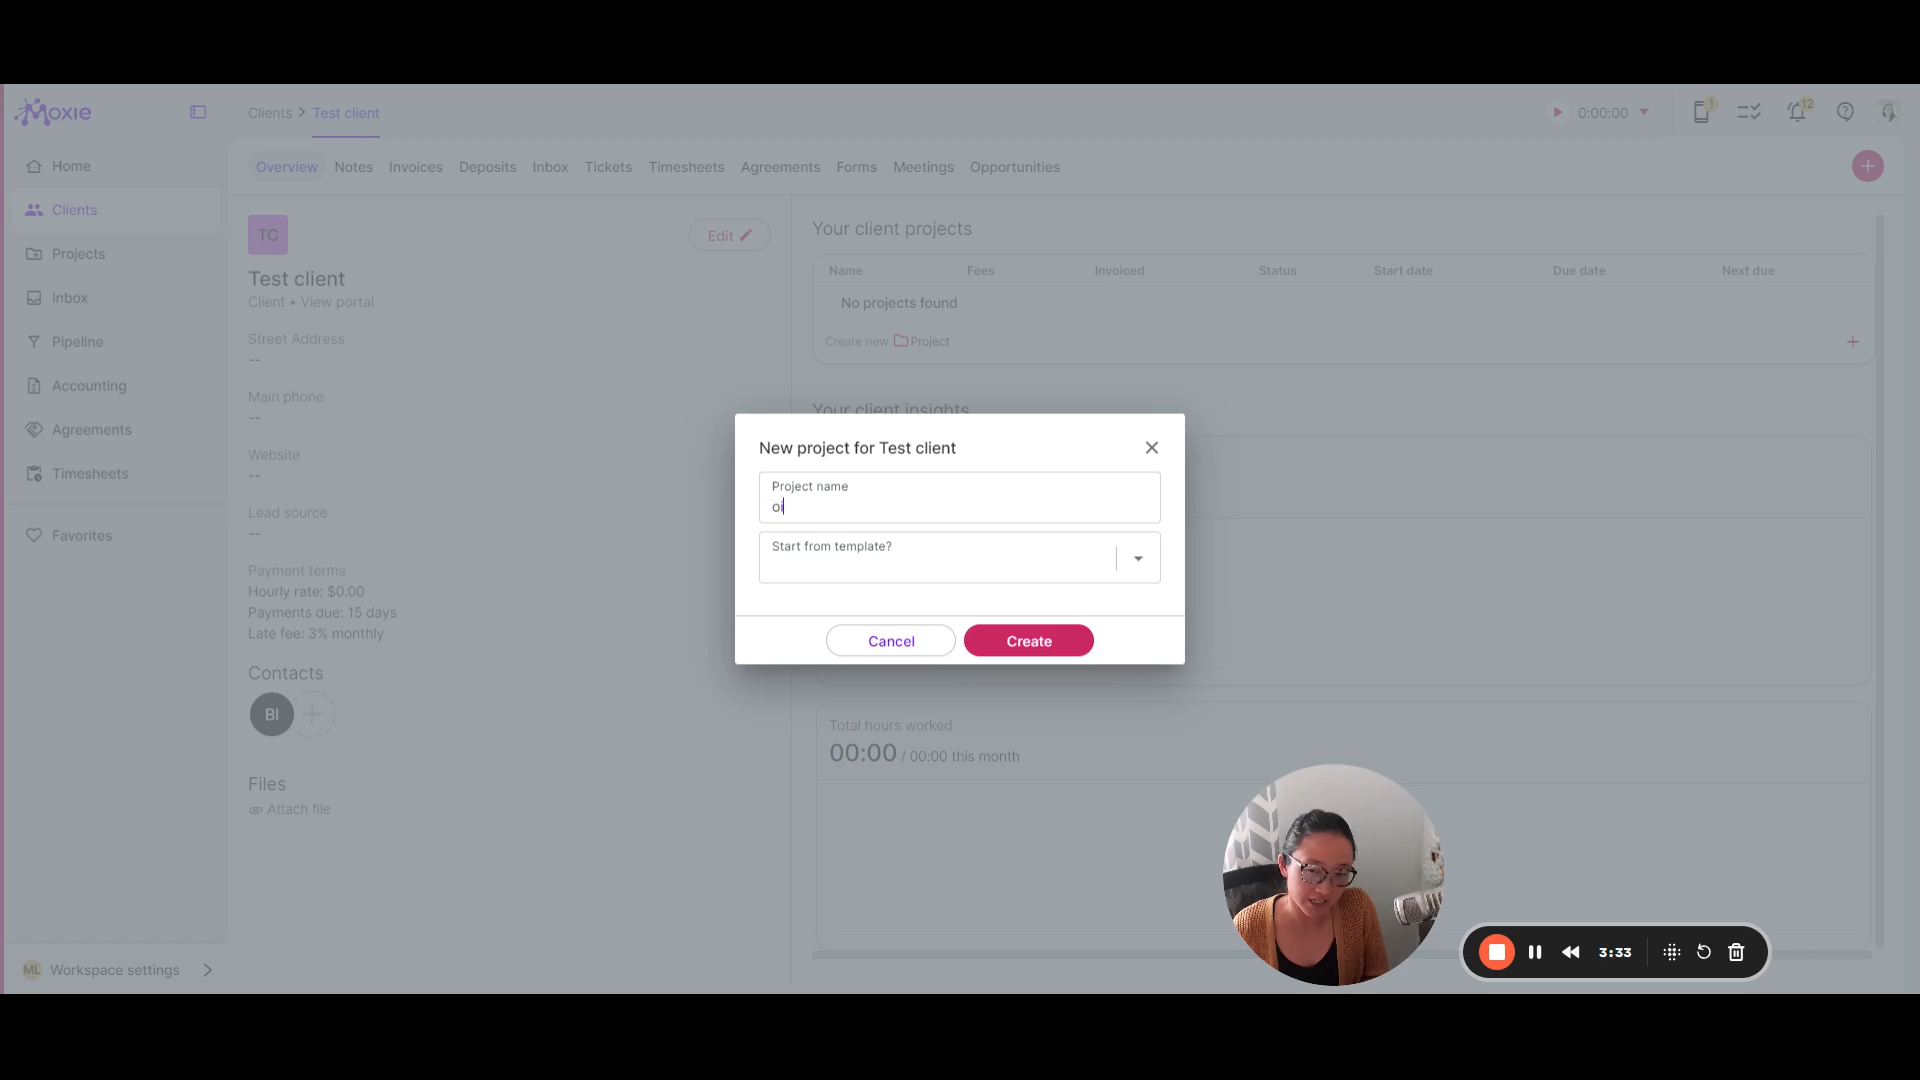 Moxie
Clients > Test client
0:00:00
1
12
Home
Clients
Projects
Inbox
Pipeline
Accounting
Agreements
Timesheets
Favorites
ML Workspace settings
Overview Notes Invoices Deposits Inbox Tickets Timesheets Agreements Forms Meetings Opportunities
TC
Edit
Test client
Client • View portal
Street Address
--
Main phone
--
Website
--
Lead source
--
Payment terms
Hourly rate: $0.00
Payments due: 15 days
Late fee: 3% monthly
Contacts
BI
Files
Attach file
Your client projects
Name Fees Invoiced Status Start date Due date Next due
No projects found
Create new Project
Your client insights
New project for Test client
Project name
oi
Start from template?
Cancel
Create
Total hours worked
00:00 / 00:00 this month
3:33